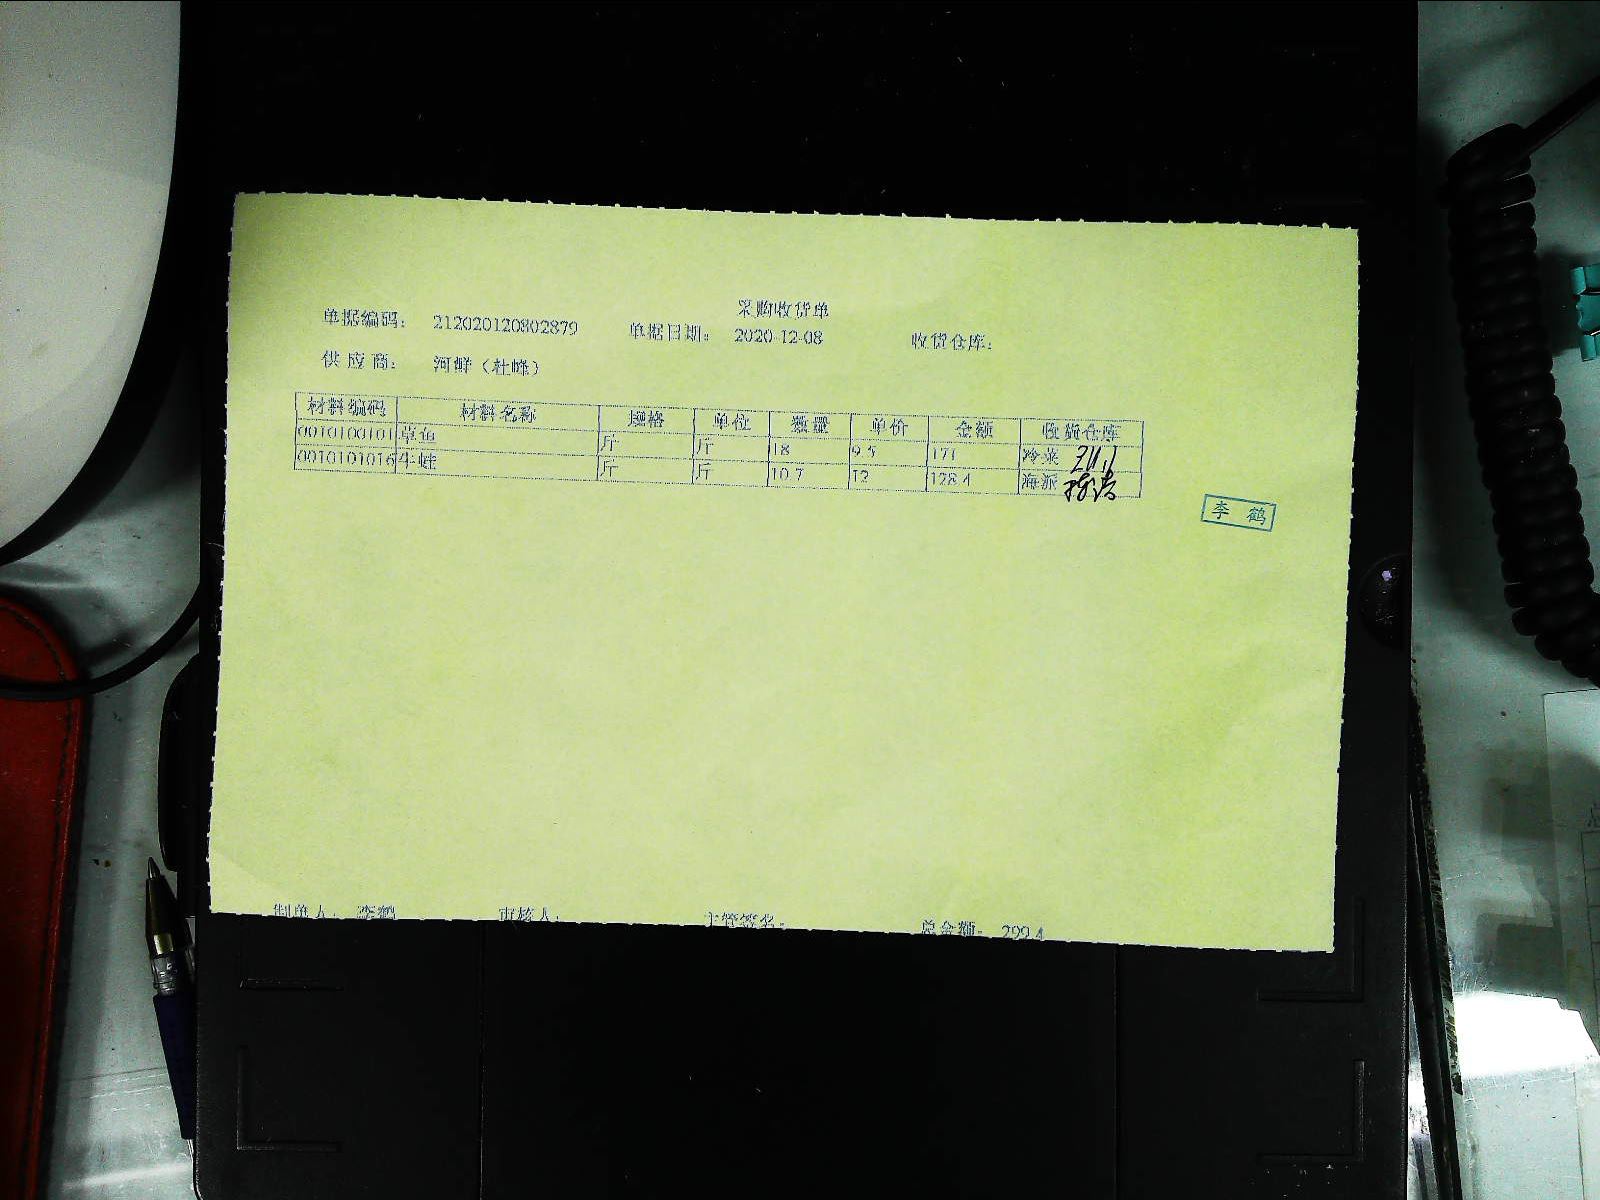 采购收货单
单据编码: 212020120802879 单据日期: 2020-12-08 收货仓库:
供应商: 河鲜（杜峰）
材料编码 材料名称 规格 单位 数量 单价 金额 收货仓库
0010100101 草鱼 斤 斤 18 9.5 171 冷菜
0010101016 牛蛙 斤 斤 10.7 12 128.4 海派
李鹤
制单人: 李鹤 审核人: 主管签名: 总金额: 299.4